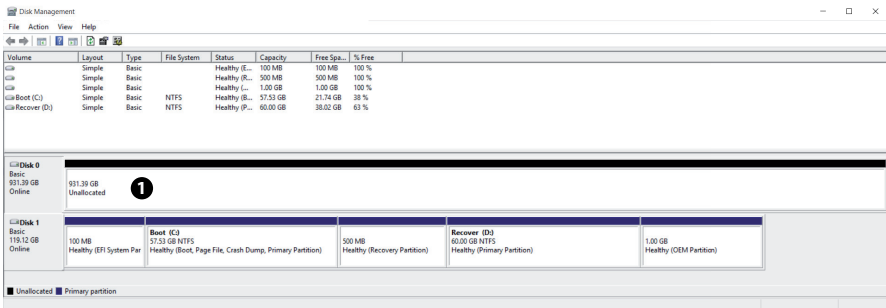 Disk Management
File Action View Help
Volume Layout Type File System Status Capacity Free Spa... % Free
Simple Basic Healthy (E... 100 MB 100 MB 100 %
Simple Basic Healthy (R... 500 MB 500 MB 100 %
Simple Basic Healthy (... 1.00 GB 1.00 GB 100 %
Boot (C:) Simple Basic NTFS Healthy (B... 57.53 GB 21.74 GB 38 %
Recover (D:) Simple Basic NTFS Healthy (P... 60.00 GB 38.02 GB 63 %
Disk 0
Basic
931.39 GB
Online
931.39 GB
Unallocated
1
Disk 1
Basic
119.12 GB
Online
100 MB
Healthy (EFI System Par
Boot (C:)
57.53 GB NTFS
Healthy (Boot, Page File, Crash Dump, Primary Partition)
500 MB
Healthy (Recovery Partition)
Recover (D:)
60.00 GB NTFS
Healthy (Primary Partition)
1.00 GB
Healthy (OEM Partition)
Unallocated Primary partition